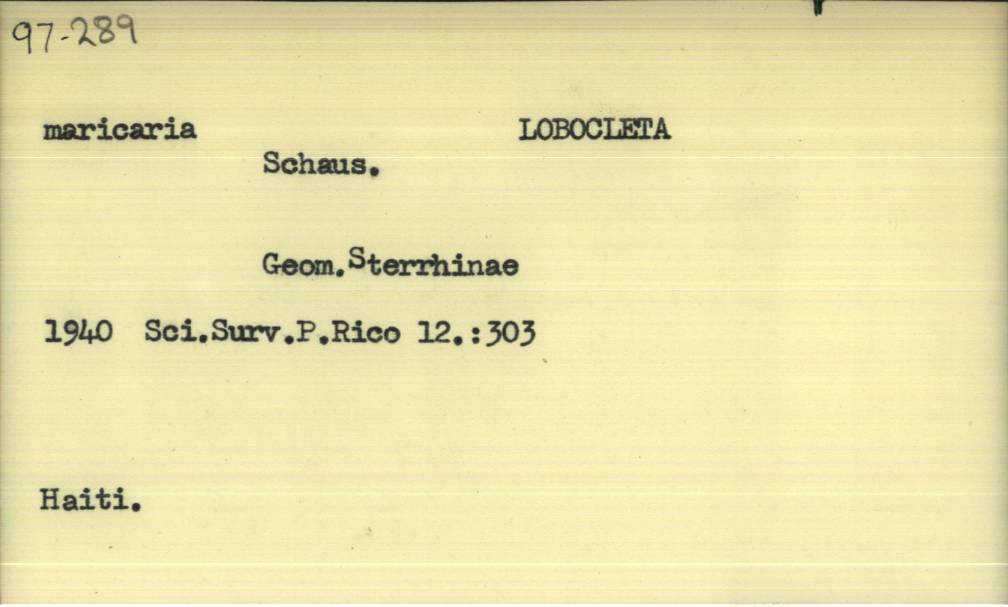 97-289
maricaria LOBOCLETA
Schaus.
Geom.Sterrhinae
1940 Sci.Surv.P.Rico 12.:303
Haiti.